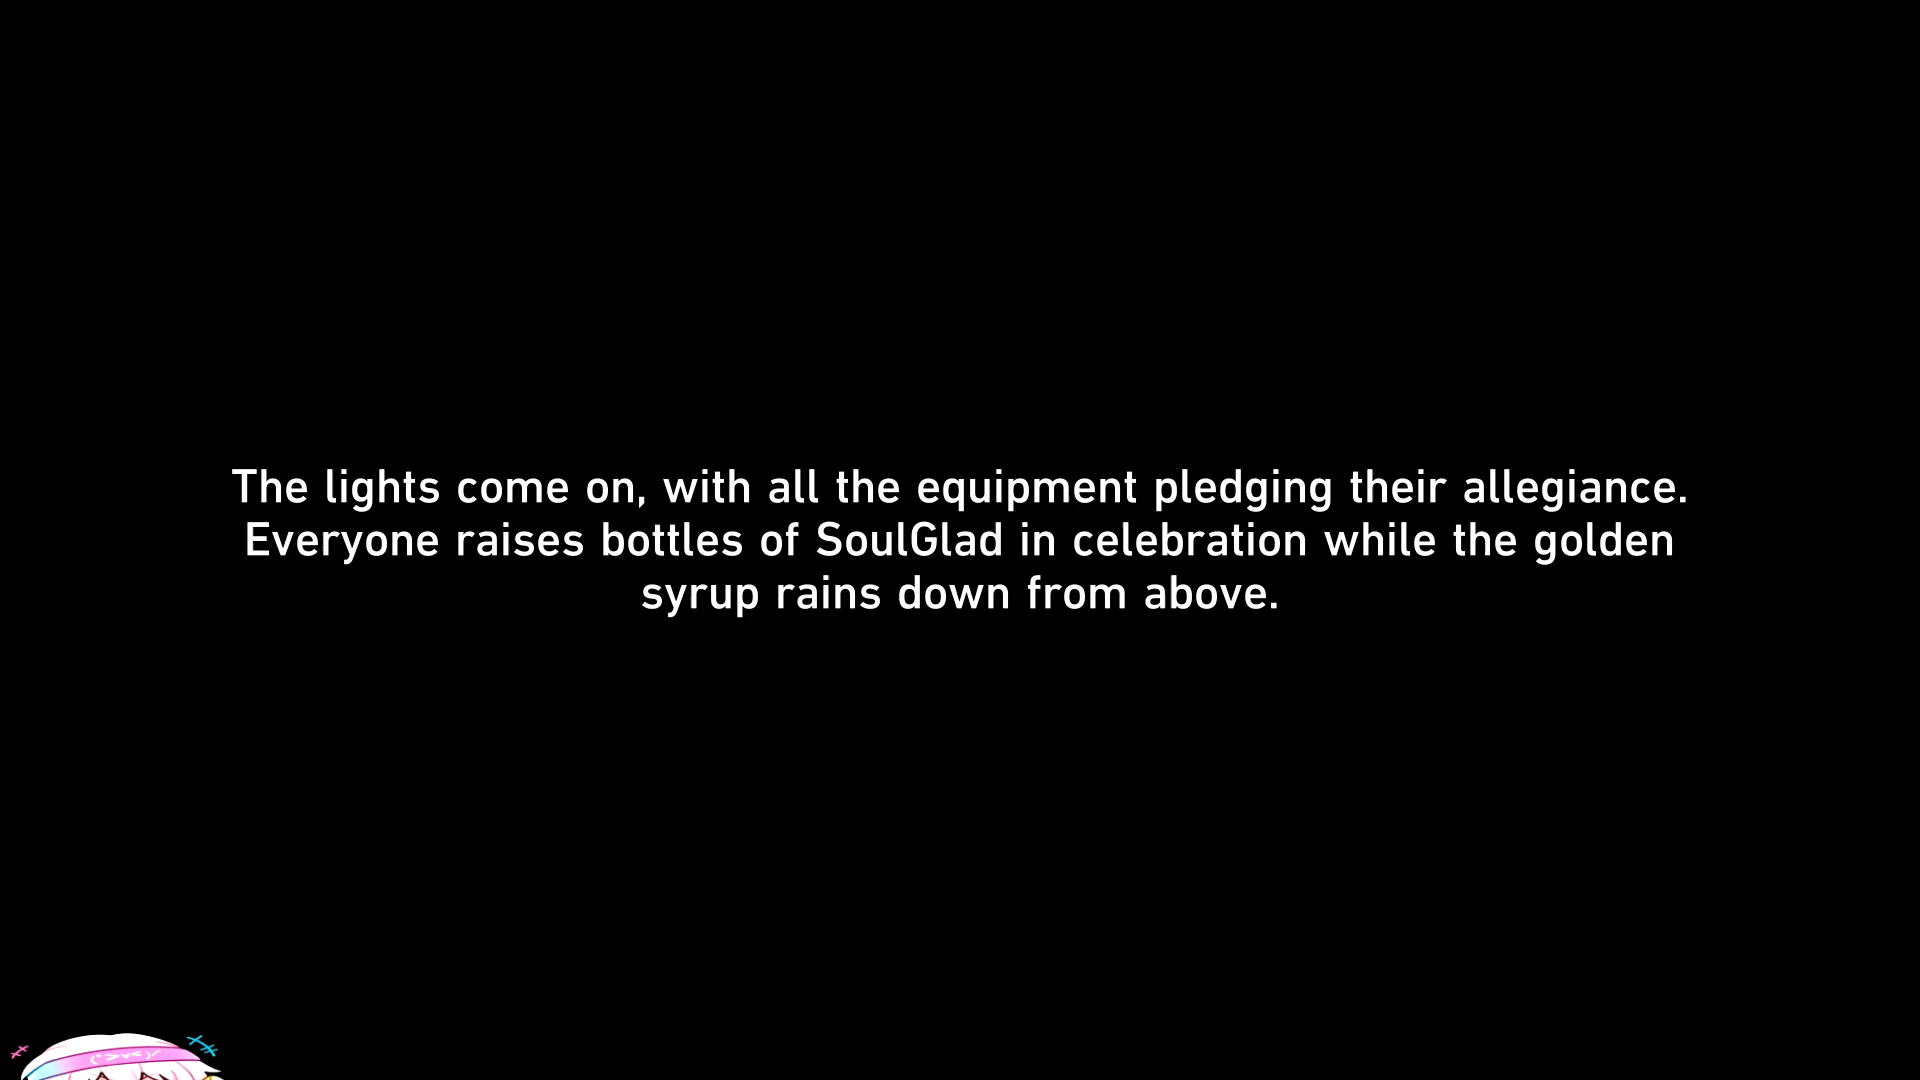 The lights come on, with all the equipment pledging their allegiance.
Everyone raises bottles of SoulGlad in celebration while the golden
syrup rains down from above.